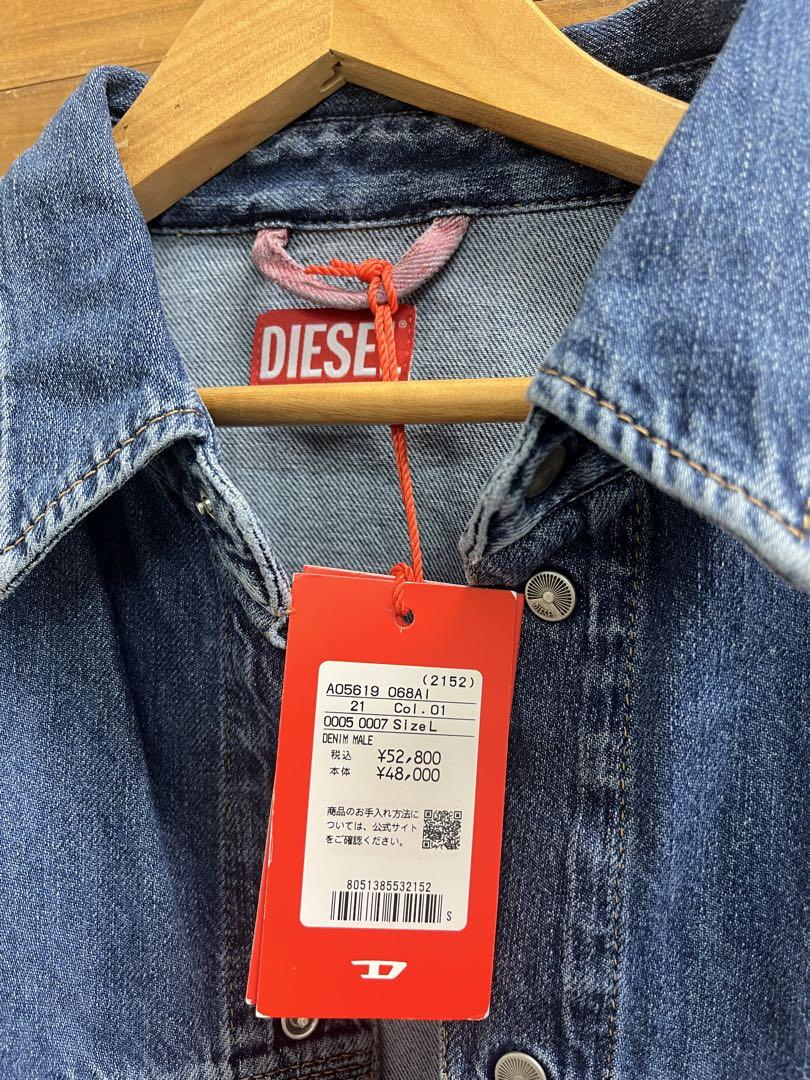 DIESEL®
DIESEL
(2152)
A05619 068AI
21 Col.01
0005 0007 Size L
DENIM MALE
税込 ¥52,800
本体 ¥48,000
商品のお手入れ方法に
ついては、公式サイト
をご確認ください。
8051385532152
S
D